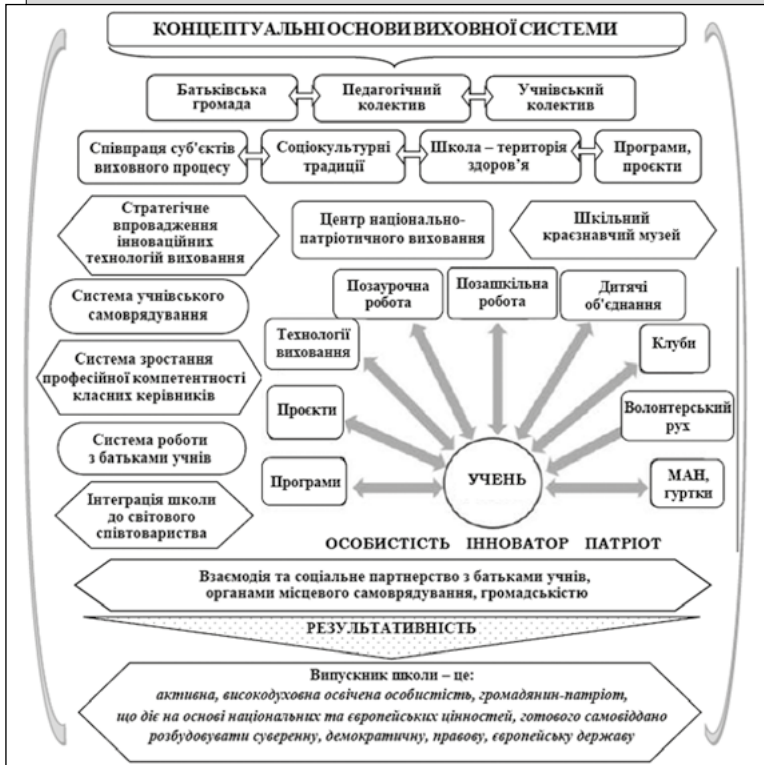 КОНЦЕПТУАЛЬНІ ОСНОВИ ВИХОВНОЇ СИСТЕМИ
Батьківська
громада
Педагогічний
колектив
Учнівський
колектив
Співпраця суб'єктів
виховного процесу
Соціокультурні
традиції
Школа – територія
здоров'я
Програми,
проєкти
Стратегічне
впровадження
інноваційних
технологій виховання
Центр національно-
патріотичного виховання
Шкільний
краєзнавчий музей
Система учнівського
самоврядування
Система зростання
професійної компетентності
класних керівників
Система роботи
з батьками учнів
Інтеграція школи
до світового
співтовариства
Позаурочна
робота
Позашкільна
робота
Дитячі
об'єднання
Технології
виховання
Клуби
Проєкти
Волонтерський
рух
Програми
УЧЕНЬ
МАН,
гуртки
ОСОБИСТІСТЬ ІННОВАТОР ПАТРІОТ
Взаємодія та соціальне партнерство з батьками учнів,
органами місцевого самоврядування, громадськістю
РЕЗУЛЬТАТИВНІСТЬ
Випускник школи – це:
активна, високодуховна освічена особистість, громадянин-патріот,
що діє на основі національних та європейських цінностей, готового самовіддано
розбудовувати суверенну, демократичну, правову, європейську державу